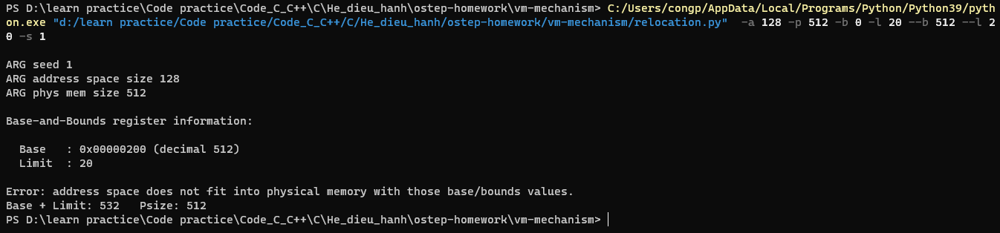 PS D:\learn practice\Code practice\Code_C_C++\C\He_dieu_hanh\ostep-homework\vm-mechanism> C:/Users/congp/AppData/Local/Programs/Python/Python39/pyth
on.exe "d:/learn practice/Code practice/Code_C_C++/C/He_dieu_hanh/ostep-homework/vm-mechanism/relocation.py"  -a 128 -p 512 -b 0 -l 20 --b 512 --l 2
0 -s 1
ARG seed 1
ARG address space size 128
ARG phys mem size 512
Base-and-Bounds register information:
Base   : 0x00000200 (decimal 512)
Limit  : 20
Error: address space does not fit into physical memory with those base/bounds values.
Base + Limit: 532   Psize: 512
PS D:\learn practice\Code practice\Code_C_C++\C\He_dieu_hanh\ostep-homework\vm-mechanism>